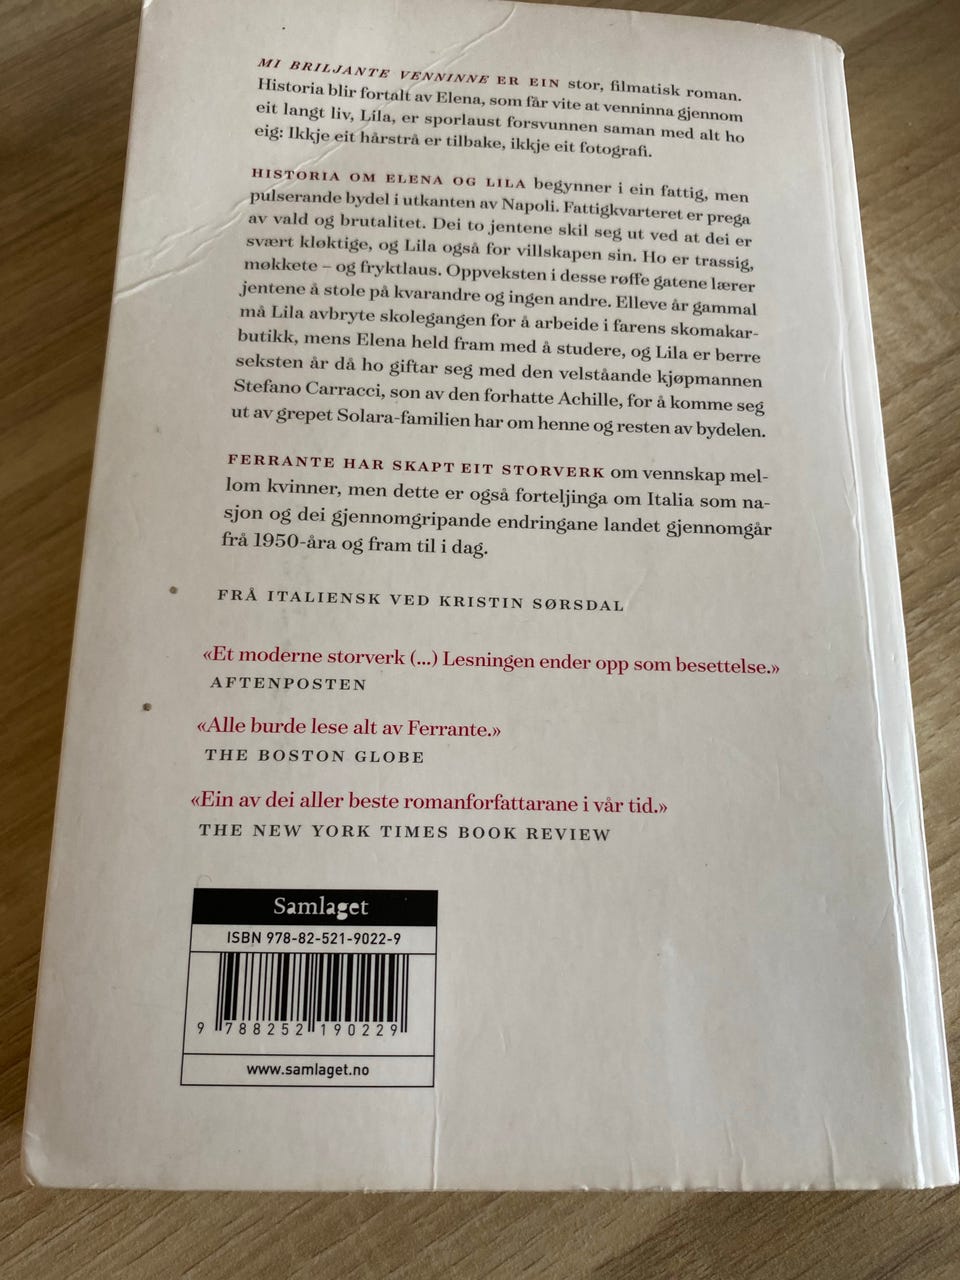 MI BRILJANTE VENNINNE ER EIN stor, filmatisk roman.
Historia blir fortalt av Elena, som får vite at venninna gjennom
eit langt liv, Lila, er sporlaust forsvunnen saman med alt ho
eig: Ikkje eit hårstrå er tilbake, ikkje eit fotografi.
HISTORIA OM ELENA OG LILA begynner i ein fattig, men
pulserande bydel i utkanten av Napoli. Fattigkvarteret er prega
av vald og brutalitet. Dei to jentene skil seg ut ved at dei er
svært kløktige, og Lila også for villskapen sin. Ho er trassig,
møkkete – og fryktlaus. Oppveksten i desse røffe gatene lærer
jentene å stole på kvarandre og ingen andre. Elleve år gammal
må Lila avbryte skolegangen for å arbeide i farens skomakar-
butikk, mens Elena held fram med å studere, og Lila er berre
seksten år då ho giftar seg med den velståande kjøpmannen
Stefano Carracci, son av den forhatte Achille, for å komme seg
ut av grepet Solara-familien har om henne og resten av bydelen.
FERRANTE HAR SKAPT EIT STORVERK om vennskap mel-
lom kvinner, men dette er også forteljinga om Italia som na-
sjon og dei gjennomgripande endringane landet gjennomgår
frå 1950-åra og fram til i dag.
FRÅ ITALIENSK VED KRISTIN SØRSDAL
«Et moderne storverk (...) Lesningen ender opp som besettelse.»
AFTENPOSTEN
«Alle burde lese alt av Ferrante.»
THE BOSTON GLOBE
«Ein av dei aller beste romanforfattarane i vår tid.»
THE NEW YORK TIMES BOOK REVIEW
Samlaget
ISBN 978-82-521-9022-9
9 788252 190229
www.samlaget.no